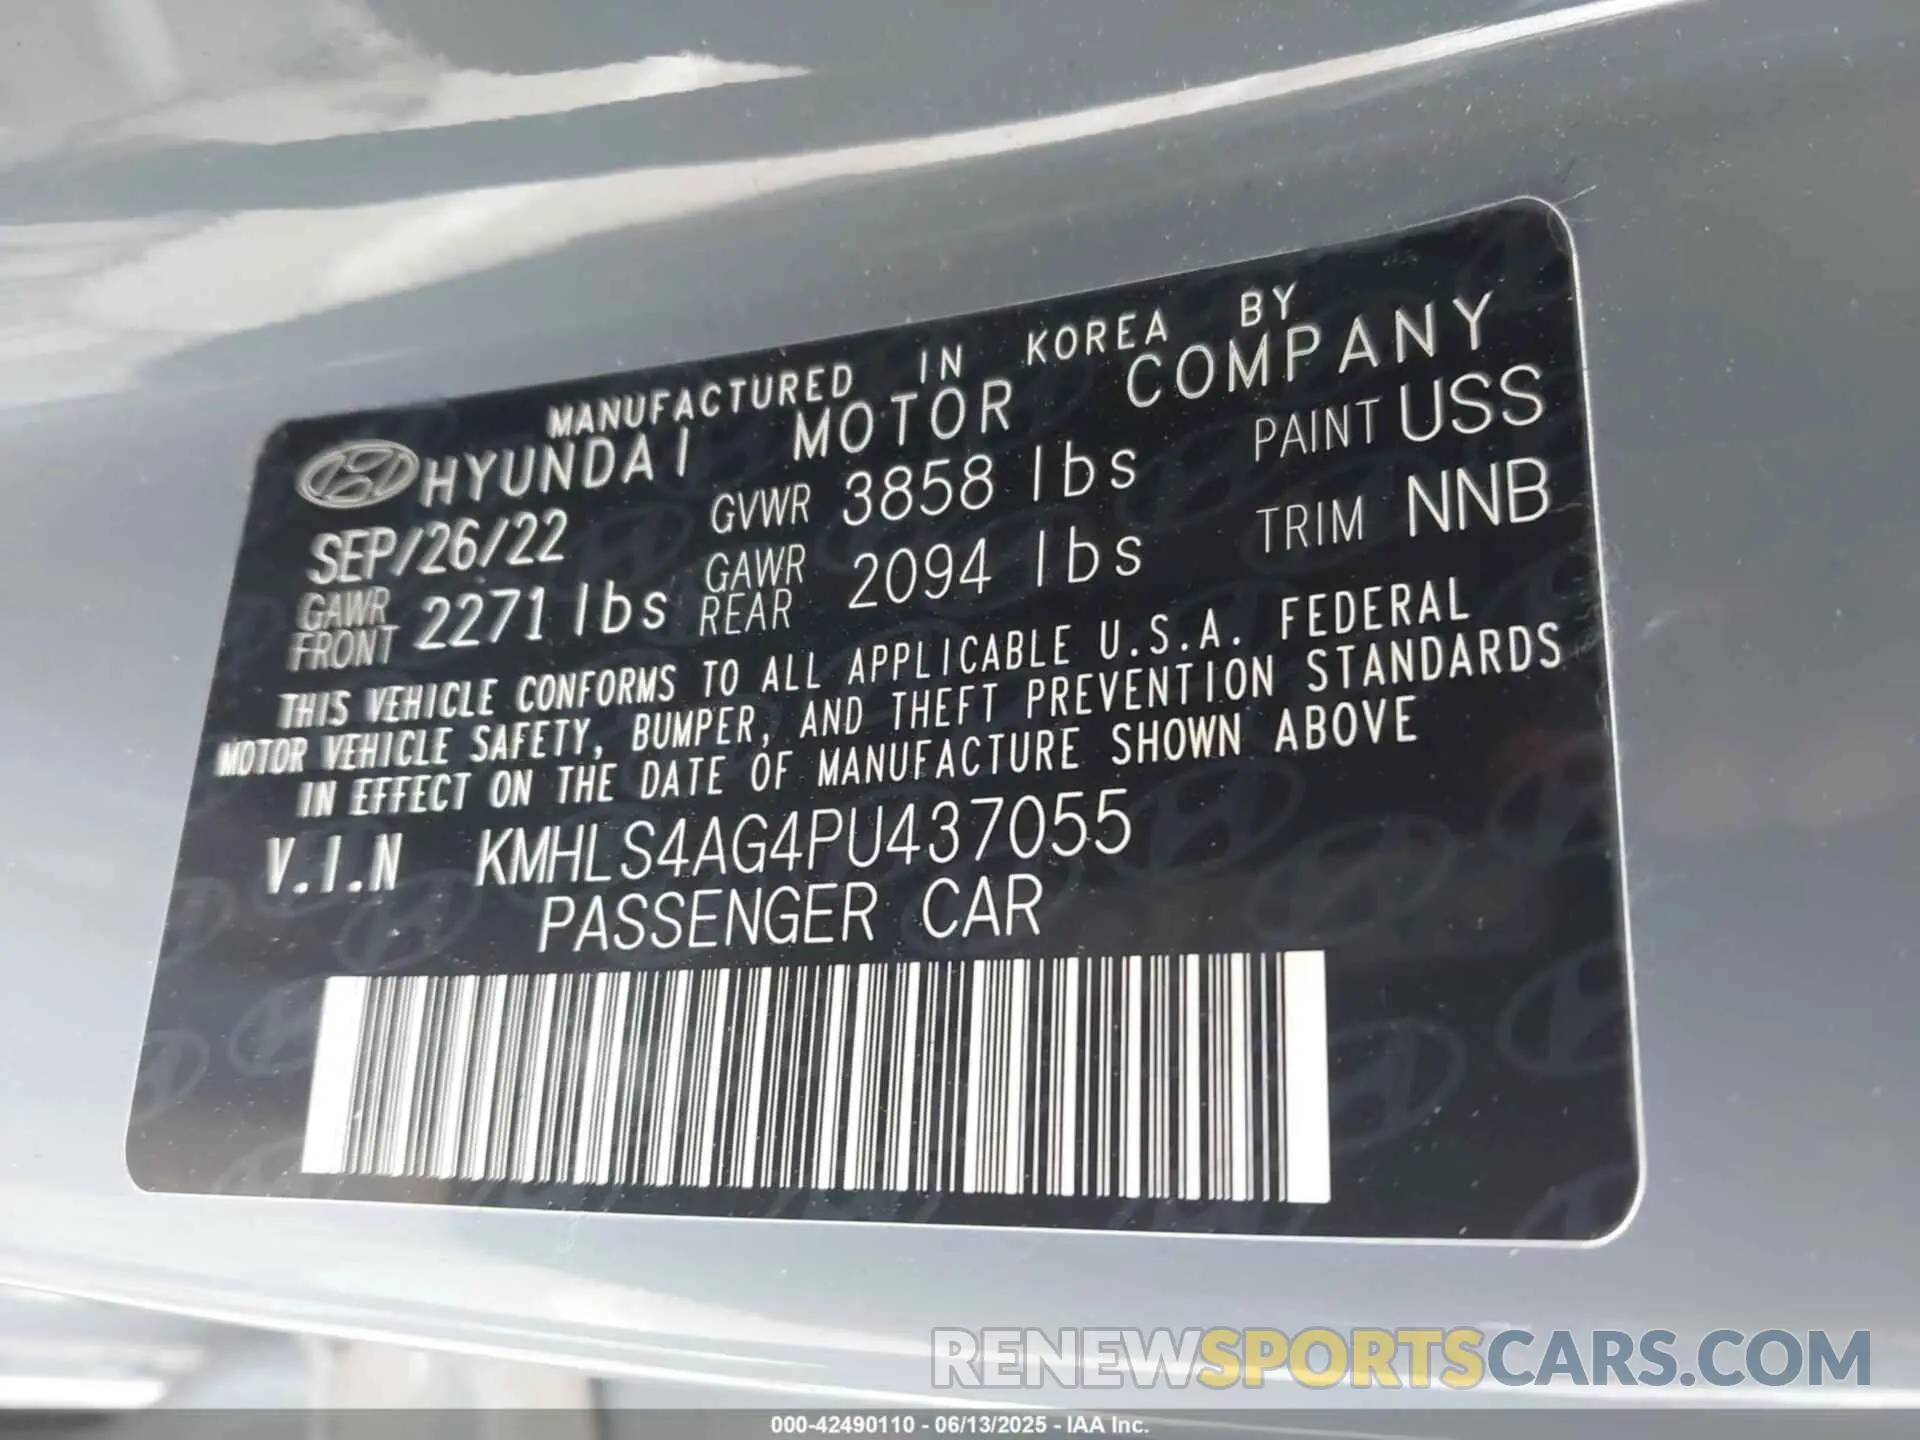 MANUFACTURED IN KOREA BY
HYUNDAI MOTOR COMPANY
SEP/26/22 GVWR 3858 lbs PAINT USS
GAWR FRONT 2271 lbs GAWR REAR 2094 lbs TRIM NNB
THIS VEHICLE CONFORMS TO ALL APPLICABLE U.S.A. FEDERAL
MOTOR VEHICLE SAFETY, BUMPER, AND THEFT PREVENTION STANDARDS
IN EFFECT ON THE DATE OF MANUFACTURE SHOWN ABOVE
V.I.N KMHLS4AG4PU437055
PASSENGER CAR
RENEWSPORTSCARS.COM
000-42490110 - 06/13/2025 - IAA Inc.